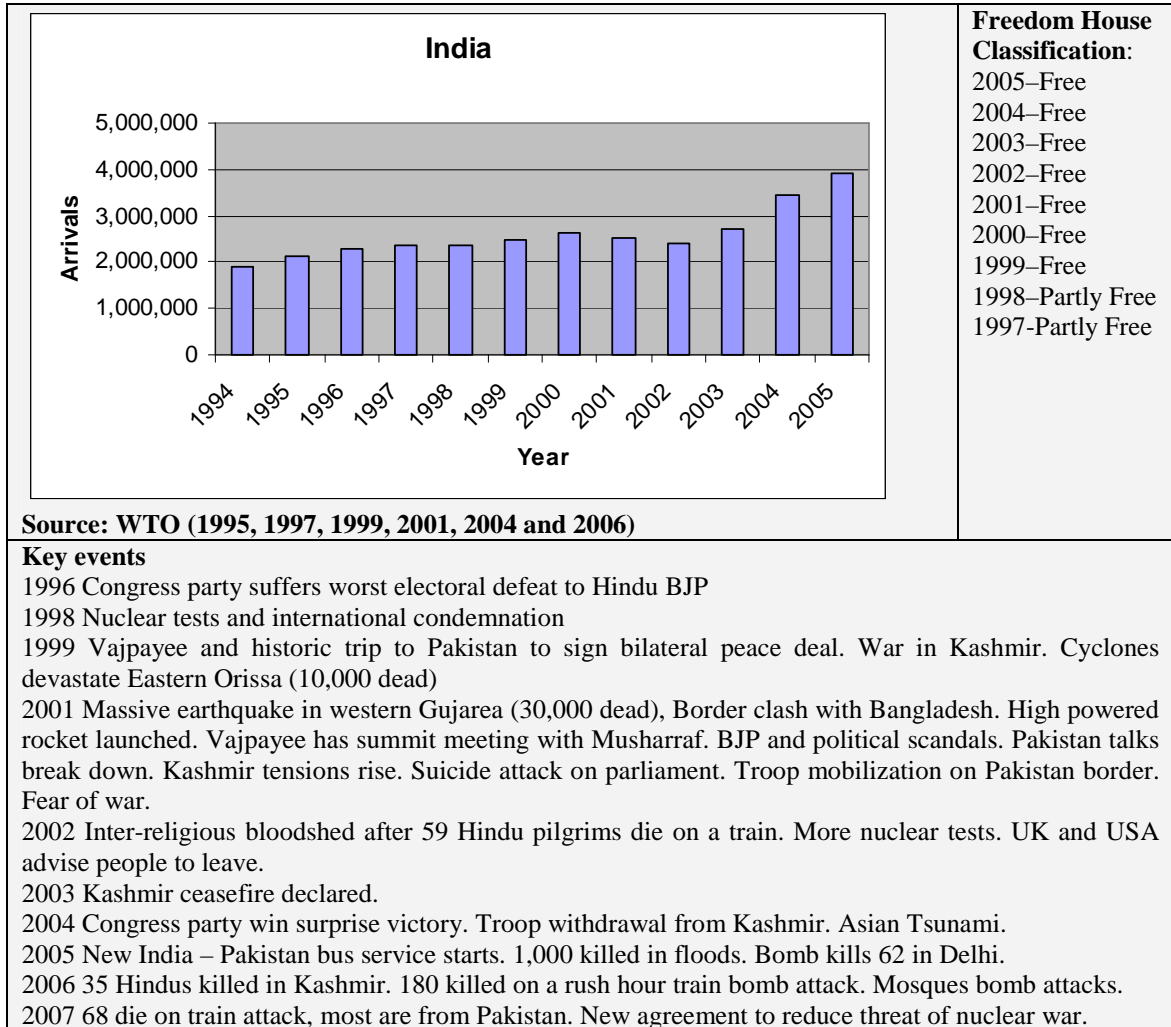 India
5,000,000
4,000,000
3,000,000
2,000,000
1,000,000
0
Arrivals
1994
1995
1996
1997
1998
1999
2000
2001
2002
2003
2004
2005
Year
Source: WTO (1995, 1997, 1999, 2001, 2004 and 2006)
Freedom House
Classification:
2005–Free
2004–Free
2003–Free
2002–Free
2001–Free
2000–Free
1999–Free
1998–Partly Free
1997-Partly Free
Key events
1996 Congress party suffers worst electoral defeat to Hindu BJP
1998 Nuclear tests and international condemnation
1999 Vajpayee and historic trip to Pakistan to sign bilateral peace deal. War in Kashmir. Cyclones
devastate Eastern Orissa (10,000 dead)
2001 Massive earthquake in western Gujarea (30,000 dead), Border clash with Bangladesh. High powered
rocket launched. Vajpayee has summit meeting with Musharraf. BJP and political scandals. Pakistan talks
break down. Kashmir tensions rise. Suicide attack on parliament. Troop mobilization on Pakistan border.
Fear of war.
2002 Inter-religious bloodshed after 59 Hindu pilgrims die on a train. More nuclear tests. UK and USA
advise people to leave.
2003 Kashmir ceasefire declared.
2004 Congress party win surprise victory. Troop withdrawal from Kashmir. Asian Tsunami.
2005 New India – Pakistan bus service starts. 1,000 killed in floods. Bomb kills 62 in Delhi.
2006 35 Hindus killed in Kashmir. 180 killed on a rush hour train bomb attack. Mosques bomb attacks.
2007 68 die on train attack, most are from Pakistan. New agreement to reduce threat of nuclear war.